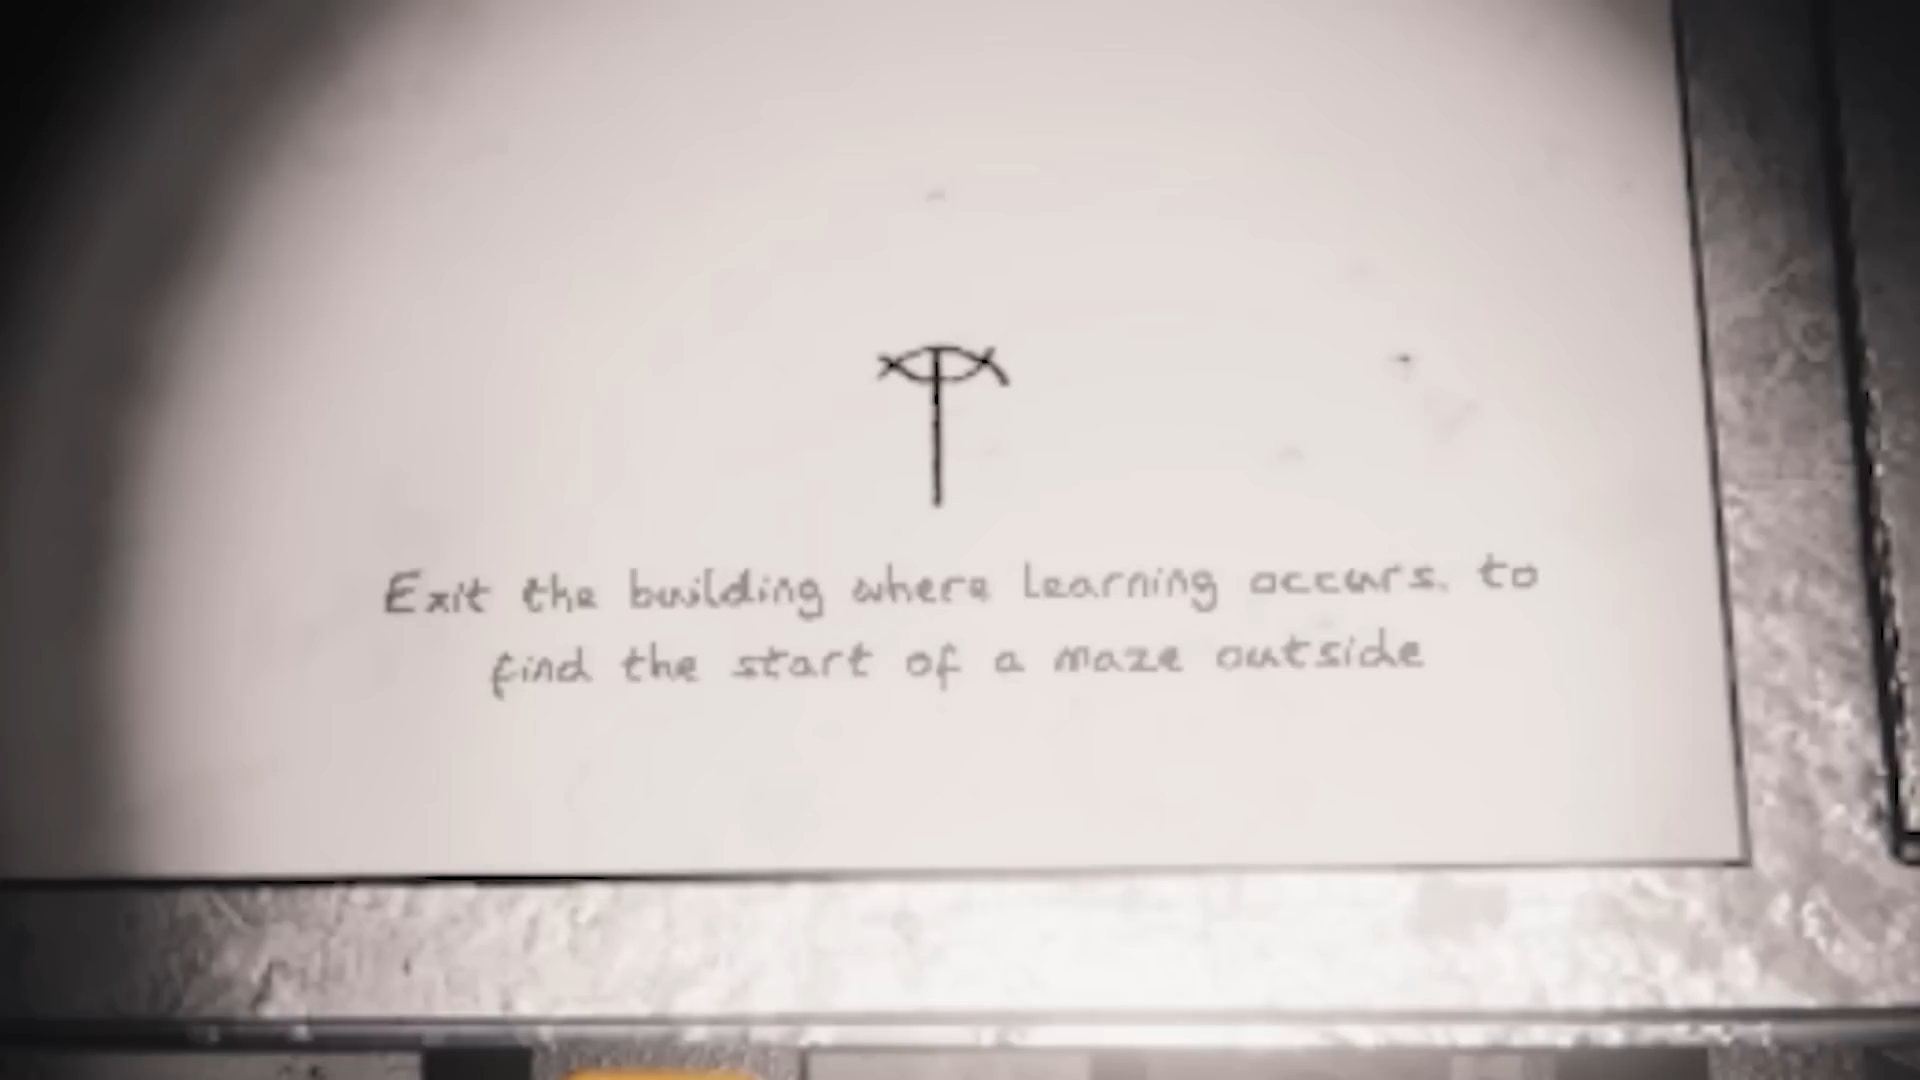 Exit the building where learning occurs. to
find the start of a maze outside